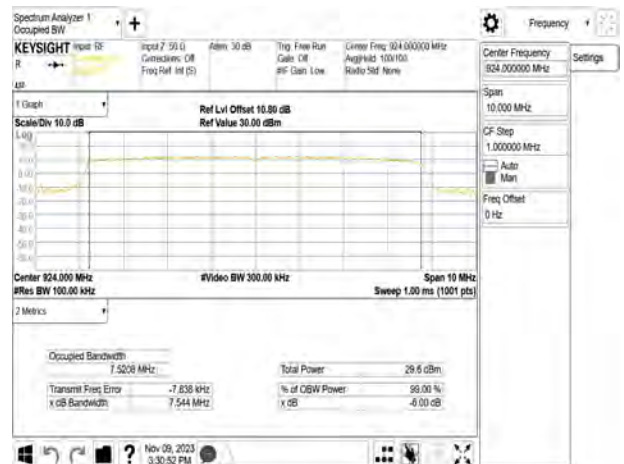 Spectrum Analyzer 1
Occupied BW
+
Frequency
KEYSIGHT Input: RF
R
Input Z: 50 Ω
Corrections: Off
Freq Ref: Int (S)
Atten: 30 dB
Trig: Free Run
Gate: Off
#IF Gain: Low
Center Freq: 924.000000 MHz
Avg|Hold: 100/100
Radio Std: None
Center Frequency
924.000000 MHz
Settings
Span
10.000 MHz
CF Step
1.000000 MHz
Auto
Man
Freq Offset
0 Hz
1 Graph
Scale/Div 10.0 dB
Ref Lvl Offset 10.80 dB
Ref Value 30.00 dBm
Log
Center 924.000 MHz
#Video BW 300.00 kHz
Span 10 MHz
#Res BW 100.00 kHz
Sweep 1.00 ms (1001 pts)
2 Metrics
Occupied Bandwidth
7.5208 MHz
Total Power 29.6 dBm
Transmit Freq Error -7.838 kHz
% of OBW Power 99.00 %
x dB Bandwidth 7.544 MHz
x dB -6.00 dB
?
Nov 09, 2023
3:30:52 PM